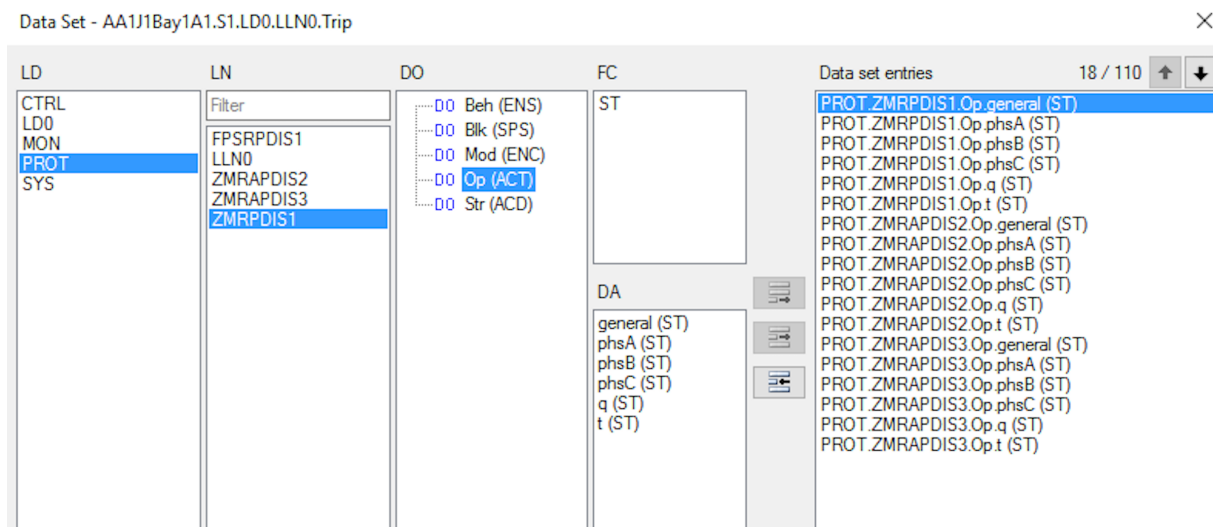 Data Set - AA1J1Bay1A1.S1.LD0.LLN0.Trip
LD
CTRL
LD0
MON
PROT
SYS
LN
Filter
FPSRPDIS1
LLN0
ZMRAPDIS2
ZMRAPDIS3
ZMRPDIS1
DO
DO Beh (ENS)
DO Blk (SPS)
DO Mod (ENC)
DO Op (ACT)
DO Str (ACD)
FC
ST
DA
general (ST)
phsA (ST)
phsB (ST)
phsC (ST)
q (ST)
t (ST)
Data set entries 18 / 110
PROT.ZMRPDIS1.Op.general (ST)
PROT.ZMRPDIS1.Op.phsA (ST)
PROT.ZMRPDIS1.Op.phsB (ST)
PROT.ZMRPDIS1.Op.phsC (ST)
PROT.ZMRPDIS1.Op.q (ST)
PROT.ZMRPDIS1.Op.t (ST)
PROT.ZMRAPDIS2.Op.general (ST)
PROT.ZMRAPDIS2.Op.phsA (ST)
PROT.ZMRAPDIS2.Op.phsB (ST)
PROT.ZMRAPDIS2.Op.phsC (ST)
PROT.ZMRAPDIS2.Op.q (ST)
PROT.ZMRAPDIS2.Op.t (ST)
PROT.ZMRAPDIS3.Op.general (ST)
PROT.ZMRAPDIS3.Op.phsA (ST)
PROT.ZMRAPDIS3.Op.phsB (ST)
PROT.ZMRAPDIS3.Op.phsC (ST)
PROT.ZMRAPDIS3.Op.q (ST)
PROT.ZMRAPDIS3.Op.t (ST)